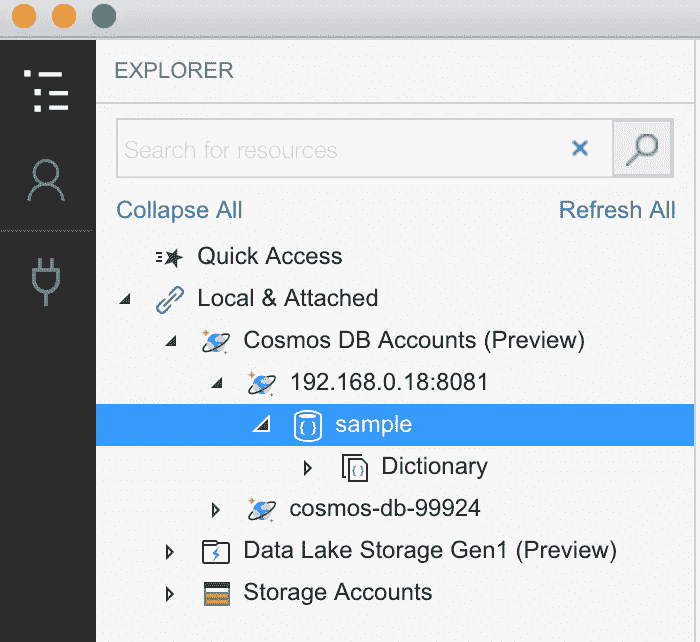 EXPLORER
Search for resources
Collapse All Refresh All
Quick Access
Local & Attached
Cosmos DB Accounts (Preview)
192.168.0.18:8081
sample
Dictionary
cosmos-db-99924
Data Lake Storage Gen1 (Preview)
Storage Accounts